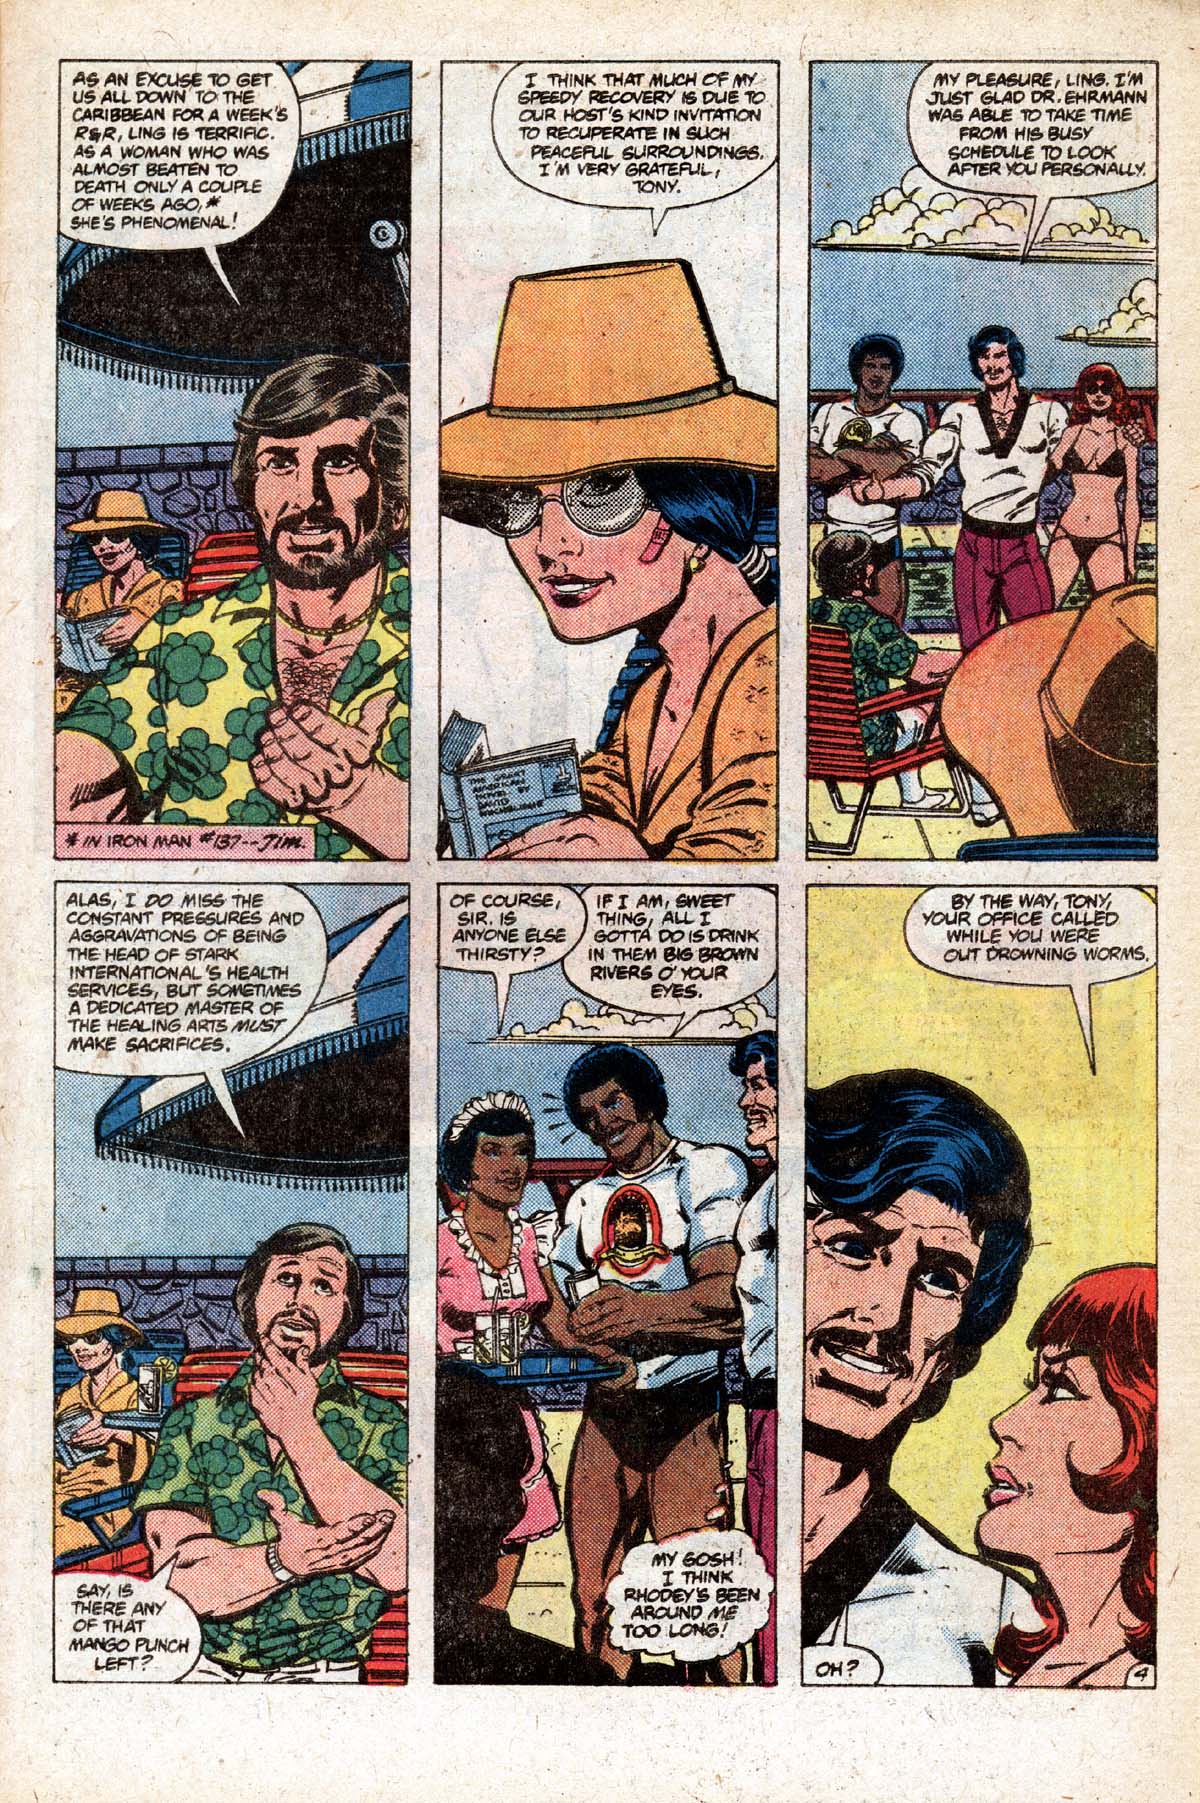 AS AN EXCUSE TO GET
US ALL DOWN TO THE
CARIBBEAN FOR A WEEK'S
R&R, LING IS TERRIFIC.
AS A WOMAN WHO WAS
ALMOST BEATEN TO
DEATH ONLY A COUPLE
OF WEEKS AGO,*
SHE'S PHENOMENAL!
* IN IRON MAN #137--Jim.
I THINK THAT MUCH OF MY
SPEEDY RECOVERY IS DUE TO
OUR HOST'S KIND INVITATION
TO RECUPERATE IN SUCH
PEACEFUL SURROUNDINGS.
I'M VERY GRATEFUL,
TONY.
THE GREAT
AMERICAN
NOVEL BY
DAVID
MICHELINIE
MY PLEASURE, LING. I'M
JUST GLAD DR. EHRMANN
WAS ABLE TO TAKE TIME
FROM HIS BUSY
SCHEDULE TO LOOK
AFTER YOU PERSONALLY.
ALAS, I DO MISS THE
CONSTANT PRESSURES AND
AGGRAVATIONS OF BEING
THE HEAD OF STARK
INTERNATIONAL'S HEALTH
SERVICES, BUT SOMETIMES
A DEDICATED MASTER OF
THE HEALING ARTS MUST
MAKE SACRIFICES.
SAY, IS
THERE ANY
OF THAT
MANGO PUNCH
LEFT?
OF COURSE,
SIR. IS
ANYONE ELSE
THIRSTY?
IF I AM, SWEET
THING, ALL I
GOTTA DO IS DRINK
IN THEM BIG BROWN
RIVERS O' YOUR
EYES.
MY GOSH!
I THINK
RHODEY'S BEEN
AROUND ME
TOO LONG!
BY THE WAY, TONY,
YOUR OFFICE CALLED
WHILE YOU WERE
OUT DROWNING WORMS.
OH?
4